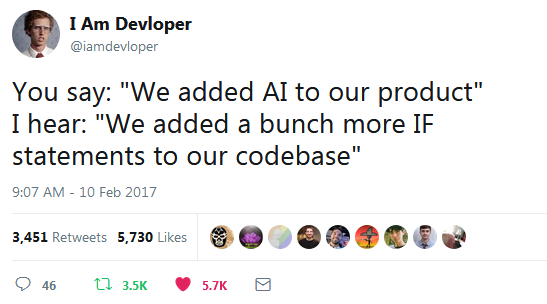 I Am Devloper
@iamdevloper
You say: "We added AI to our product"
I hear: "We added a bunch more IF
statements to our codebase"
9:07 AM - 10 Feb 2017
3,451 Retweets 5,730 Likes
46 3.5K 5.7K